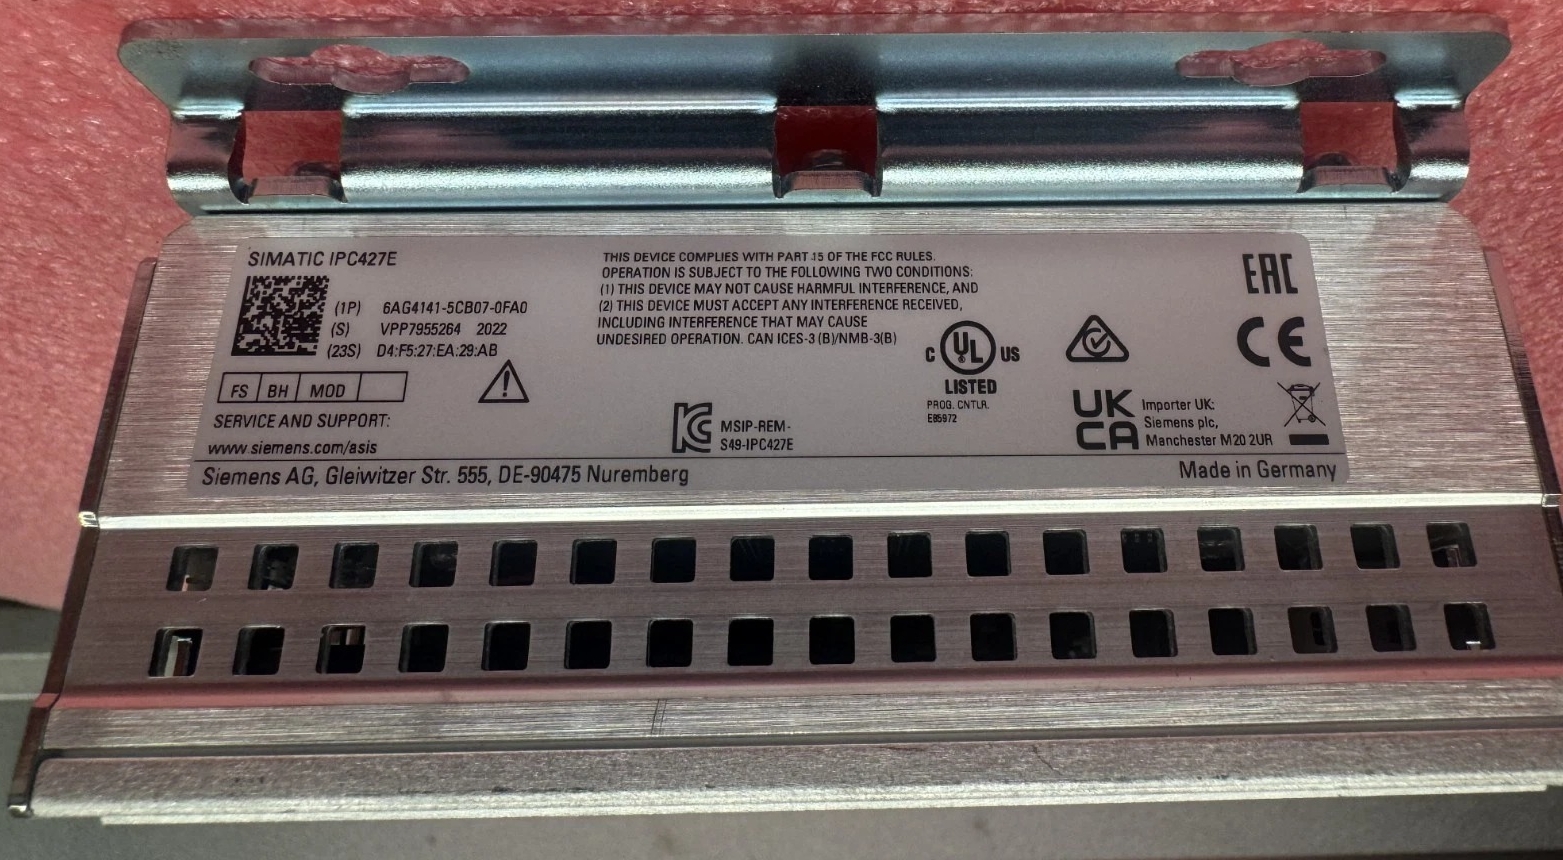 SIMATIC IPC427E
(1P) 6AG4141-5CB07-0FA0
(S) VPP7955264 2022
(23S) D4:F5:27:EA:29:AB
FS BH MOD
SERVICE AND SUPPORT:
www.siemens.com/asis
THIS DEVICE COMPLIES WITH PART 15 OF THE FCC RULES.
OPERATION IS SUBJECT TO THE FOLLOWING TWO CONDITIONS:
(1) THIS DEVICE MAY NOT CAUSE HARMFUL INTERFERENCE, AND
(2) THIS DEVICE MUST ACCEPT ANY INTERFERENCE RECEIVED,
INCLUDING INTERFERENCE THAT MAY CAUSE
UNDESIRED OPERATION. CAN ICES-3 (B)/NMB-3(B)
MSIP-REM-
S49-IPC427E
C UL US
LISTED
PROG. CNTLR.
E85972
EAC
CE
UK
CA
Importer UK:
Siemens plc,
Manchester M20 2UR
Siemens AG, Gleiwitzer Str. 555, DE-90475 Nuremberg
Made in Germany